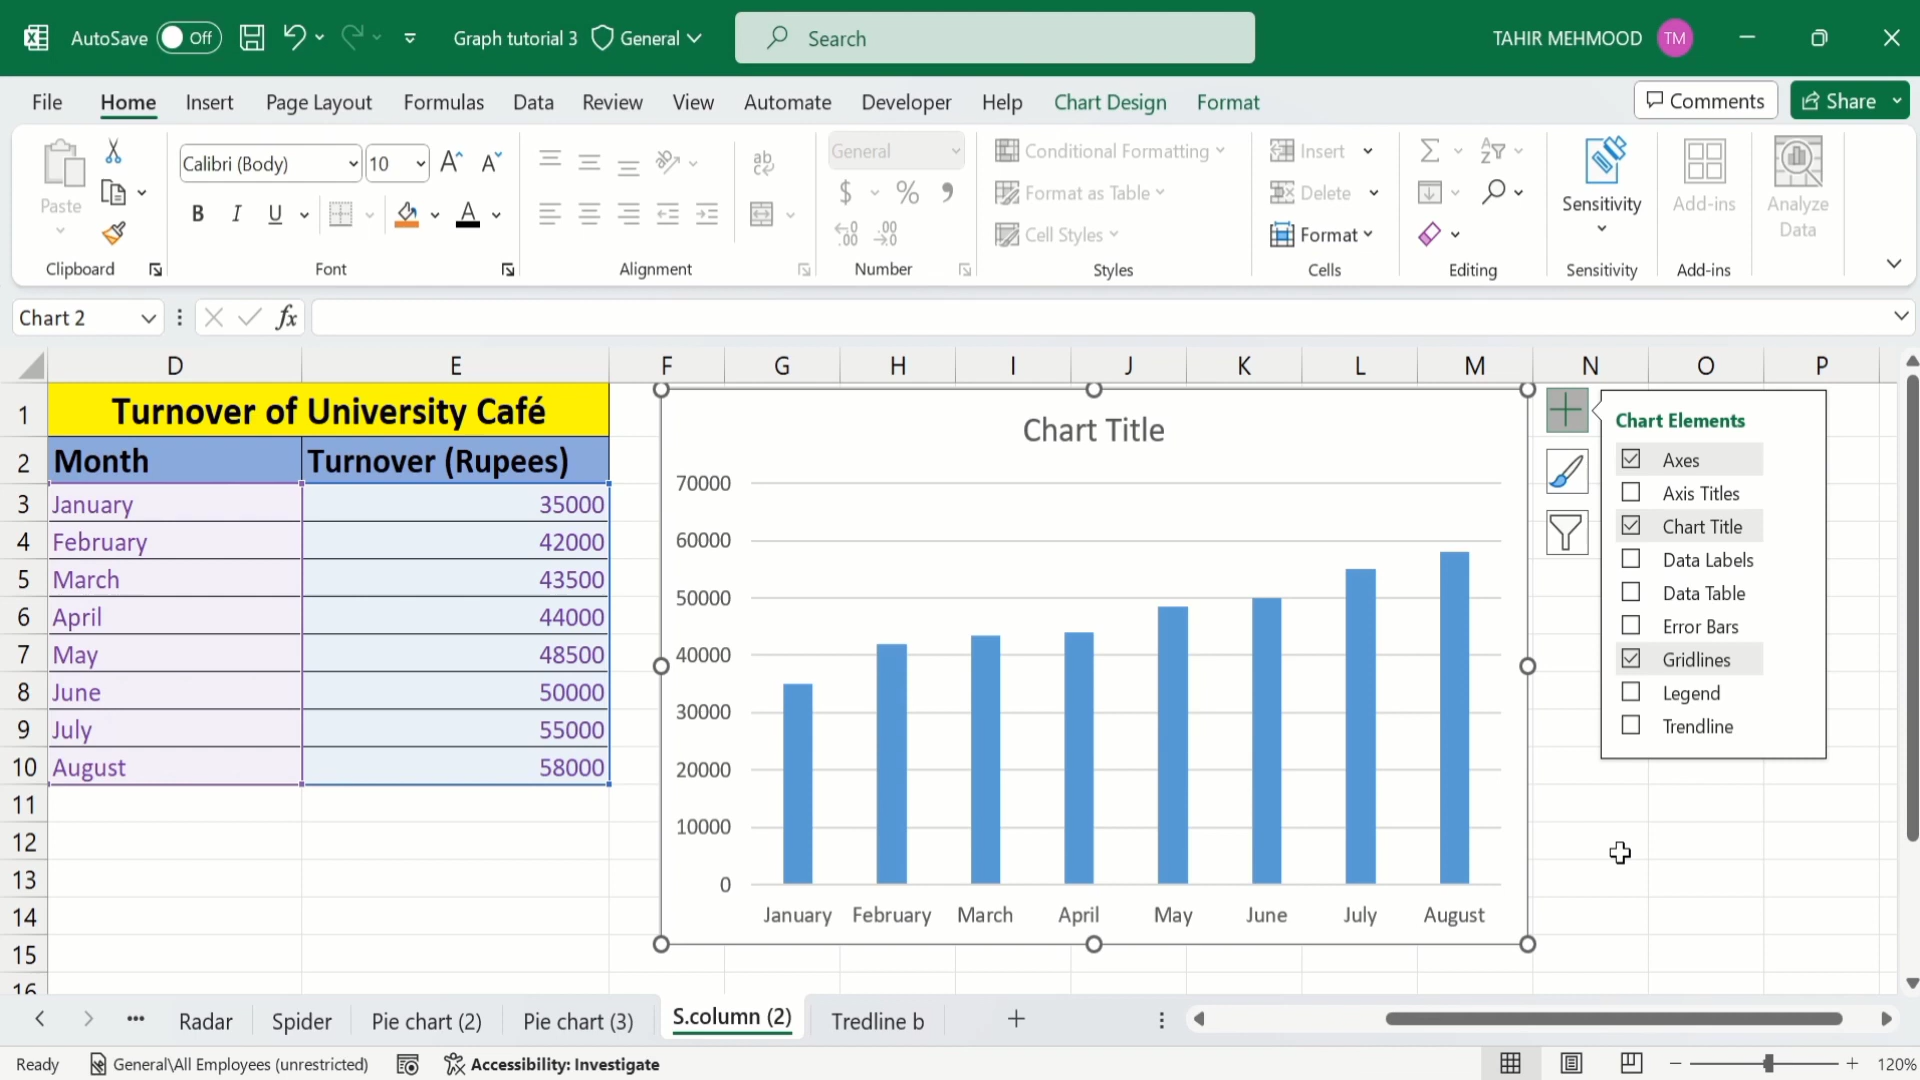 AutoSave Off Graph tutorial 3 General Search TAHIR MEHMOOD TM
File Home Insert Page Layout Formulas Data Review View Automate Developer Help Chart Design Format Comments Share
Paste
Clipboard
Calibri (Body) 10
B I U A
Font
ab
Alignment
General
$ % ,
Number
Conditional Formatting
Format as Table
Cell Styles
Styles
Insert
Delete
Format
Cells
Editing
Sensitivity
Sensitivity
Add-ins
Add-ins
Analyze
Data
Chart 2 fx
D E F G H I J K L M N O P
1 Turnover of University Café
2 Month Turnover (Rupees)
3 January 35000
4 February 42000
5 March 43500
6 April 44000
7 May 48500
8 June 50000
9 July 55000
10 August 58000
11
12
13
14
15
16
Chart Title
70000
60000
50000
40000
30000
20000
10000
0
January February March April May June July August
Chart Elements
Axes
Axis Titles
Chart Title
Data Labels
Data Table
Error Bars
Gridlines
Legend
Trendline
Radar Spider Pie chart (2) Pie chart (3) S.column (2) Tredline b
Ready General\All Employees (unrestricted) Accessibility: Investigate 120%